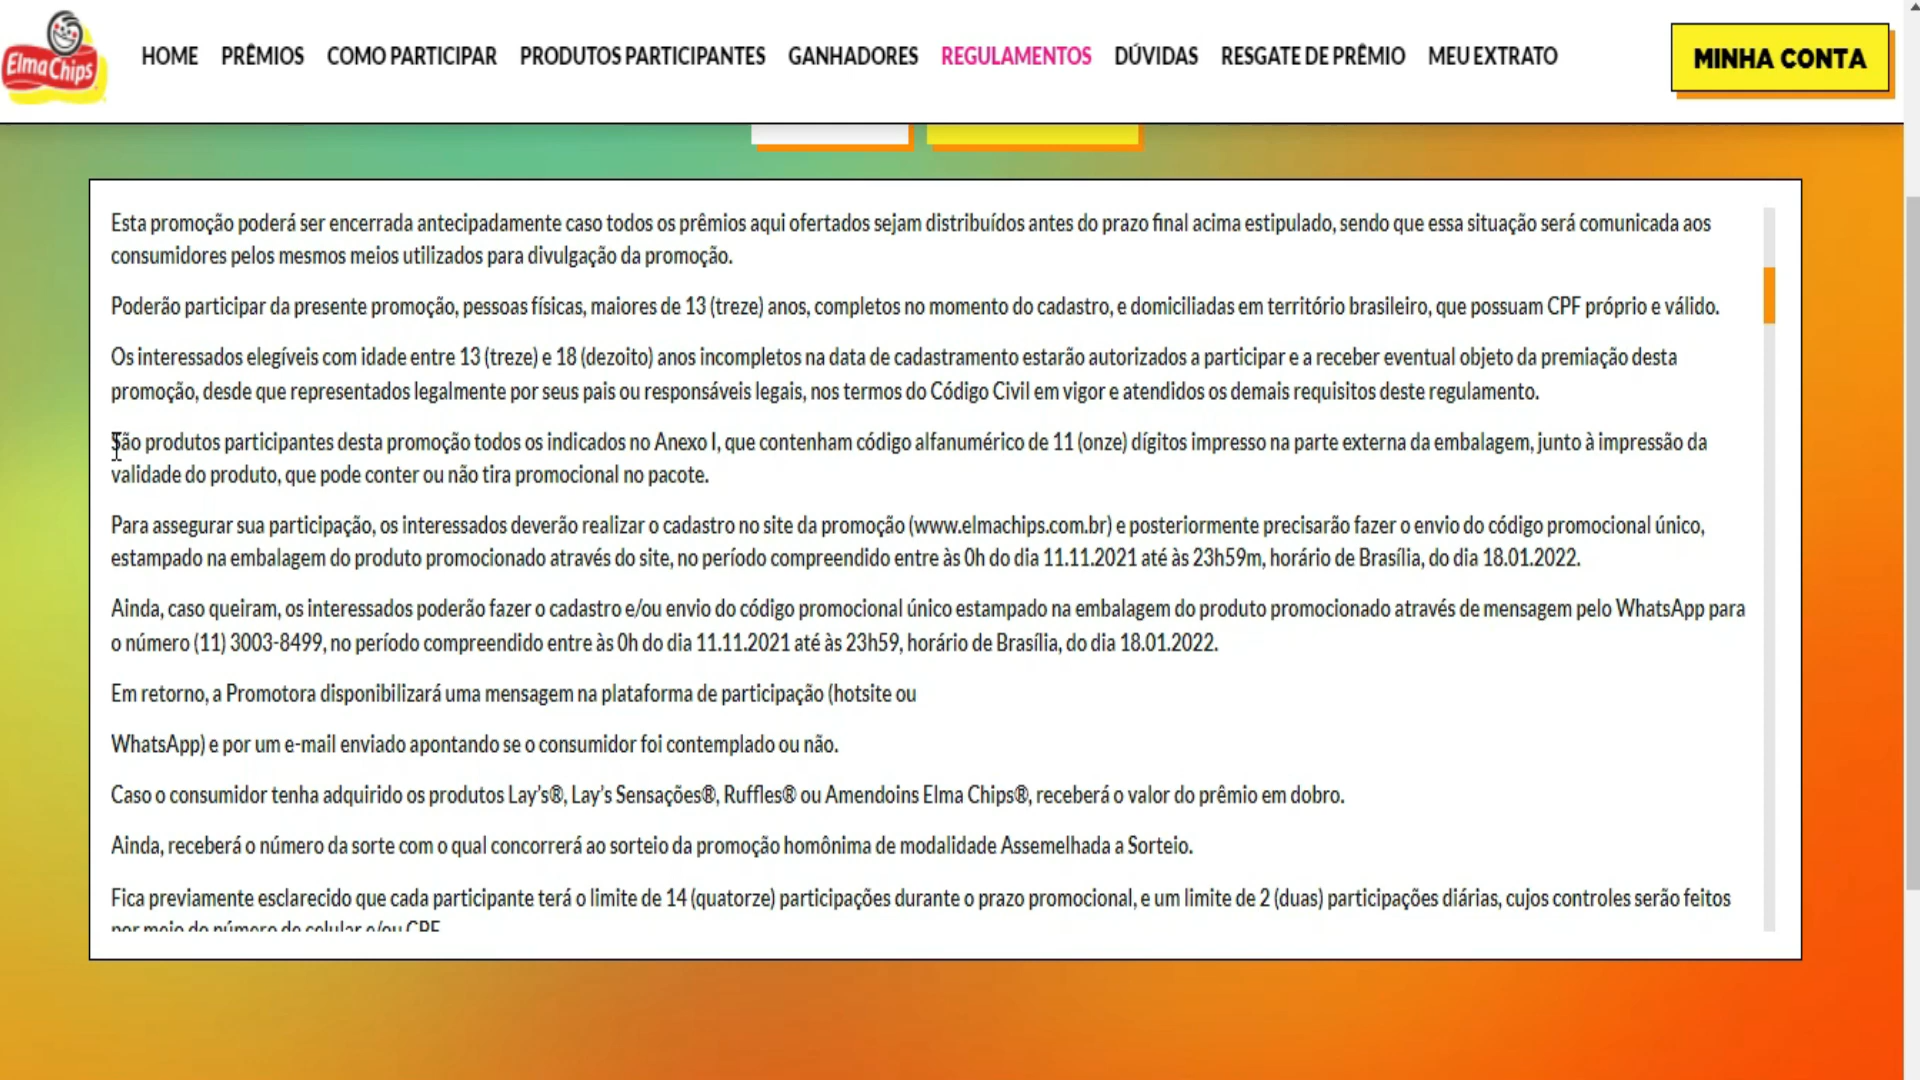 Elma Chips
HOME PRÊMIOS COMO PARTICIPAR PRODUTOS PARTICIPANTES GANHADORES REGULAMENTOS DÚVIDAS RESGATE DE PRÊMIO MEU EXTRATO
MINHA CONTA
Esta promoção poderá ser encerrada antecipadamente caso todos os prêmios aqui ofertados sejam distribuídos antes do prazo final acima estipulado, sendo que essa situação será comunicada aos
consumidores pelos mesmos meios utilizados para divulgação da promoção.
Poderão participar da presente promoção, pessoas físicas, maiores de 13 (treze) anos, completos no momento do cadastro, e domiciliadas em território brasileiro, que possuam CPF próprio e válido.
Os interessados elegíveis com idade entre 13 (treze) e 18 (dezoito) anos incompletos na data de cadastramento estarão autorizados a participar e a receber eventual objeto da premiação desta
promoção, desde que representados legalmente por seus pais ou responsáveis legais, nos termos do Código Civil em vigor e atendidos os demais requisitos deste regulamento.
São produtos participantes desta promoção todos os indicados no Anexo I, que contenham código alfanumérico de 11 (onze) dígitos impresso na parte externa da embalagem, junto à impressão da
validade do produto, que pode conter ou não tira promocional no pacote.
Para assegurar sua participação, os interessados deverão realizar o cadastro no site da promoção (www.elmachips.com.br) e posteriormente precisarão fazer o envio do código promocional único,
estampado na embalagem do produto promocionado através do site, no período compreendido entre às 0h do dia 11.11.2021 até às 23h59m, horário de Brasília, do dia 18.01.2022.
Ainda, caso queiram, os interessados poderão fazer o cadastro e/ou envio do código promocional único estampado na embalagem do produto promocionado através de mensagem pelo WhatsApp para
o número (11) 3003-8499, no período compreendido entre às 0h do dia 11.11.2021 até às 23h59, horário de Brasília, do dia 18.01.2022.
Em retorno, a Promotora disponibilizará uma mensagem na plataforma de participação (hotsite ou
WhatsApp) e por um e-mail enviado apontando se o consumidor foi contemplado ou não.
Caso o consumidor tenha adquirido os produtos Lay's®, Lay's Sensações®, Ruffles® ou Amendoins Elma Chips®, receberá o valor do prêmio em dobro.
Ainda, receberá o número da sorte com o qual concorrerá ao sorteio da promoção homônima de modalidade Assemelhada a Sorteio.
Fica previamente esclarecido que cada participante terá o limite de 14 (quatorze) participações durante o prazo promocional, e um limite de 2 (duas) participações diárias, cujos controles serão feitos
por meio do número de celular e/ou CPF